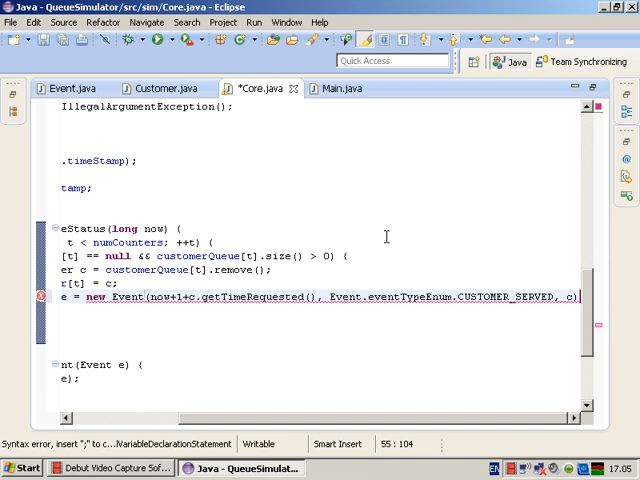 Java - QueueSimulator/src/sim/Core.java - Eclipse
File Edit Source Refactor Navigate Search Project Run Window Help
Quick Access
Java
Team Synchronizing
Event.java
Customer.java
*Core.java
Main.java
IllegalArgumentException();
.timeStamp);
tamp;
eStatus(long now) {
t < numCounters; ++t) {
[t] == null && customerQueue[t].size() > 0) {
er c = customerQueue[t].remove();
r[t] = c;
e = new Event(now+1+c.getTimeRequested(), Event.eventTypeEnum.CUSTOMER_SERVED, c)
nt(Event e) {
e);
Syntax error, insert ";" to c...lVariableDeclarationStatement
Writable
Smart Insert
55 : 104
Start
Debut Video Capture Sof...
Java - QueueSimulat...
EN
17.05